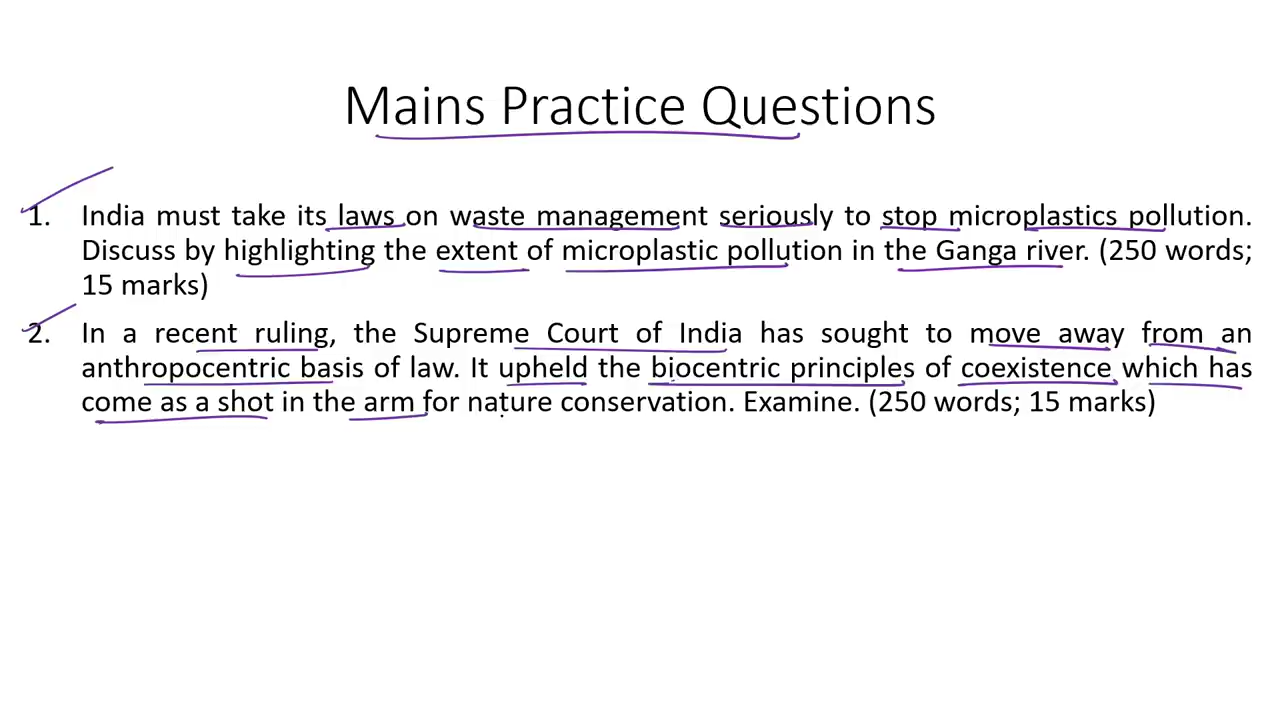 Mains Practice Questions
1. India must take its laws on waste management seriously to stop microplastics pollution.
Discuss by highlighting the extent of microplastic pollution in the Ganga river. (250 words;
15 marks)
2. In a recent ruling, the Supreme Court of India has sought to move away from an
anthropocentric basis of law. It upheld the biocentric principles of coexistence which has
come as a shot in the arm for nature conservation. Examine. (250 words; 15 marks)